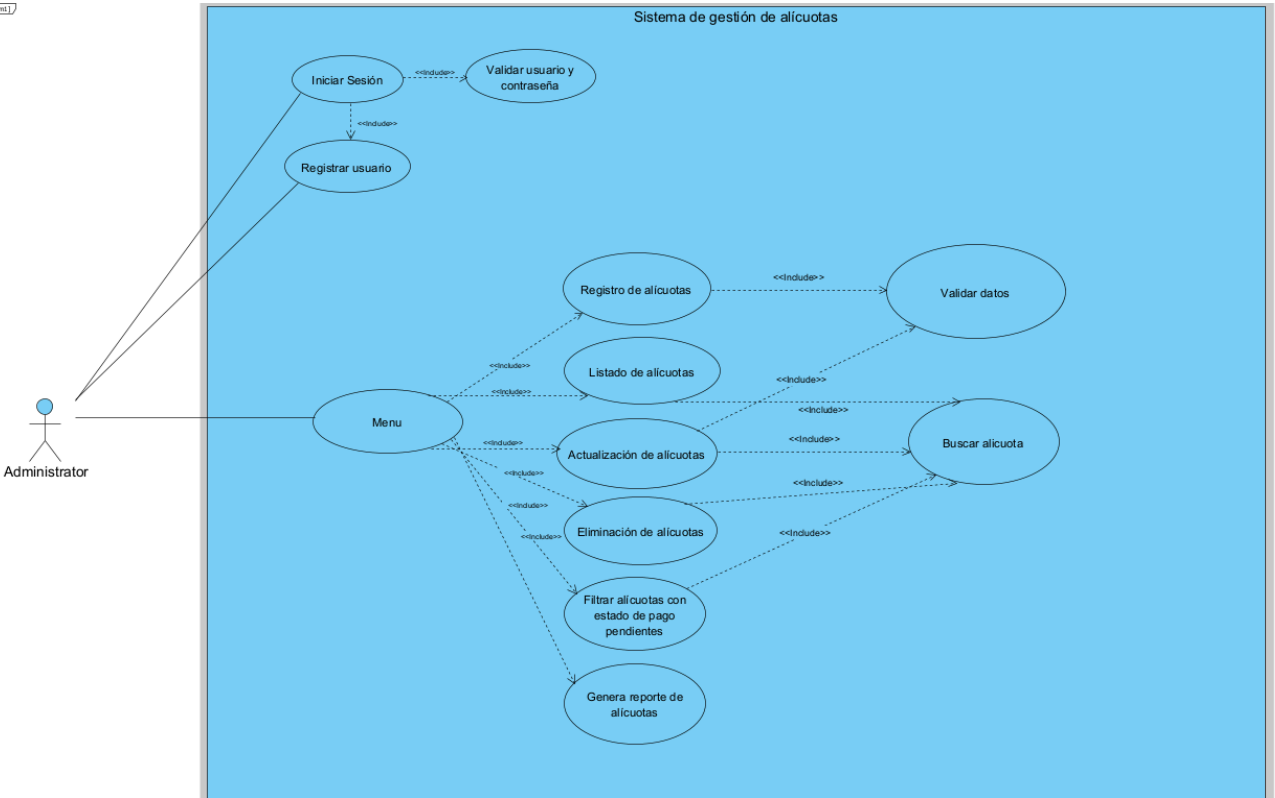 Sistema de gestión de alícuotas
Iniciar Sesión
<<Include>>
Validar usuario y
contraseña
<<Include>>
Registrar usuario
Registro de alícuotas
<<Include>>
Validar datos
<<Include>>
Listado de alícuotas
<<Include>>
<<Include>>
<<Include>>
Menu
<<Include>>
Actualización de alícuotas
<<Include>>
Buscar alicuota
<<Include>>
<<Include>>
<<Include>>
Eliminación de alícuotas
<<Include>>
<<Include>>
Filtrar alícuotas con
estado de pago
pendientes
Genera reporte de
alícuotas
Administrator